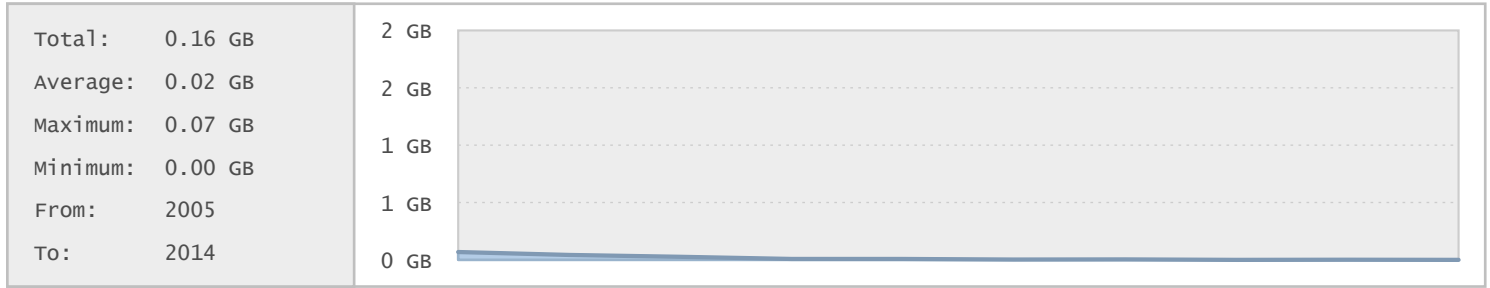 Total: 0.16 GB
Average: 0.02 GB
Maximum: 0.07 GB
Minimum: 0.00 GB
From: 2005
To: 2014
2 GB
2 GB
1 GB
1 GB
0 GB